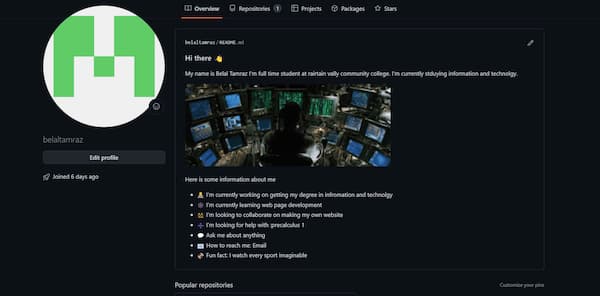 Overview Repositories 1 Projects Packages Stars
belaltamraz/README.md
Hi there 👋
My name is Belal Tamraz I'm full time student at rairtain vally community college. I'm currently stduying information and technolgy.
belaltamraz
Edit profile
Joined 6 days ago
Here is some information about me
I'm currently working on getting my degree in infromation and technolgy
I'm currently learning web page development
I'm looking to collaborate on making my own website
I'm looking for help with :precalculus 1
Ask me about anything
How to reach me: Email
Fun fact: I watch every sport imaginable
Popular repositories Customize your pins